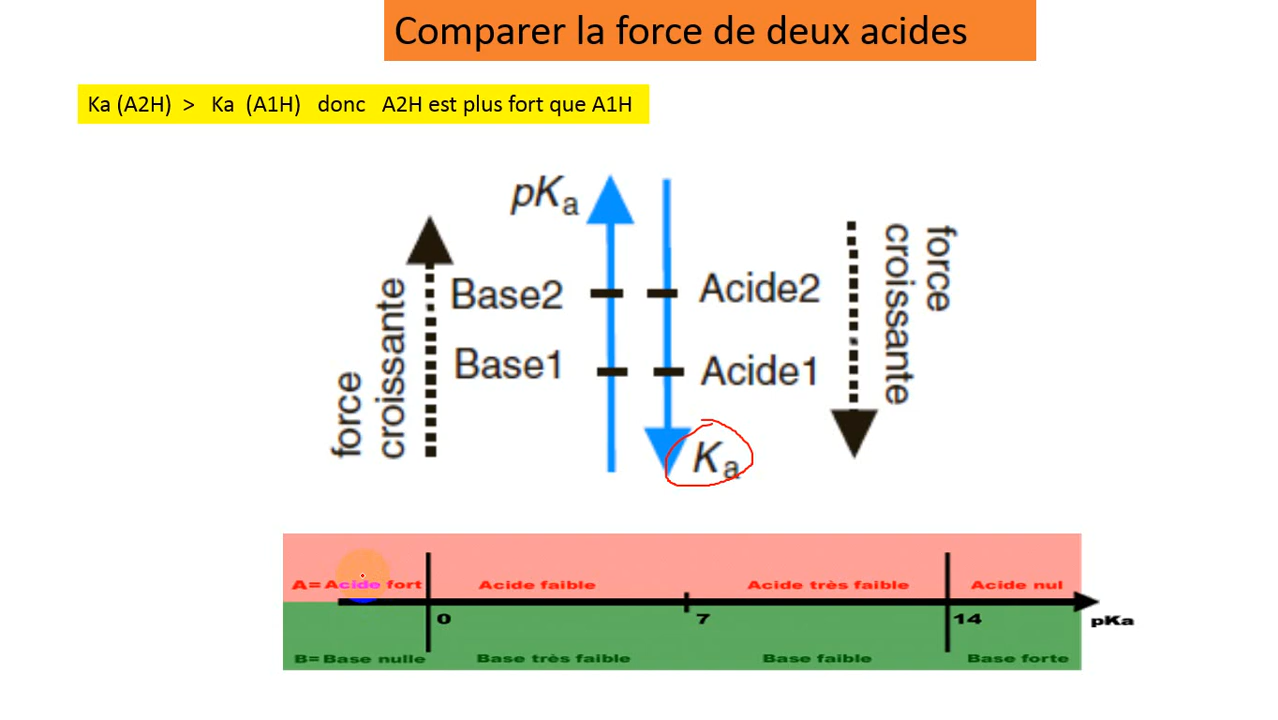 Comparer la force de deux acides
Ka (A2H) > Ka (A1H) donc A2H est plus fort que A1H
pKa
force
croissante
Base2
Acide2
Base1
Acide1
force
croissante
Ka
A= Acide fort
Acide faible
Acide très faible
Acide nul
0
7
14
pKa
B= Base nulle
Base très faible
Base faible
Base forte